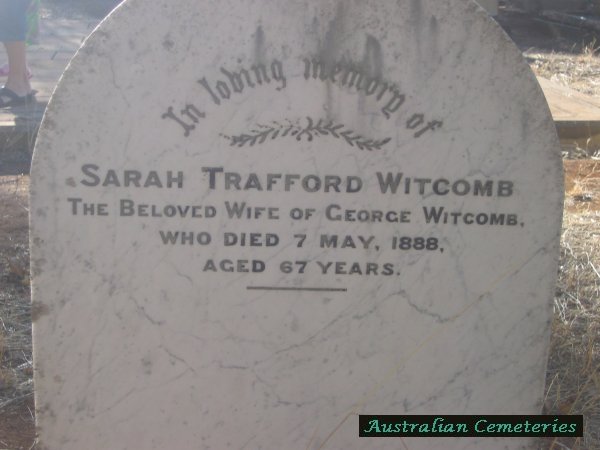 In loving memory of
SARAH TRAFFORD WITCOMB
THE BELOVED WIFE OF GEORGE WITCOMB,
WHO DIED 7 MAY, 1888,
AGED 67 YEARS.
Australian Cemeteries